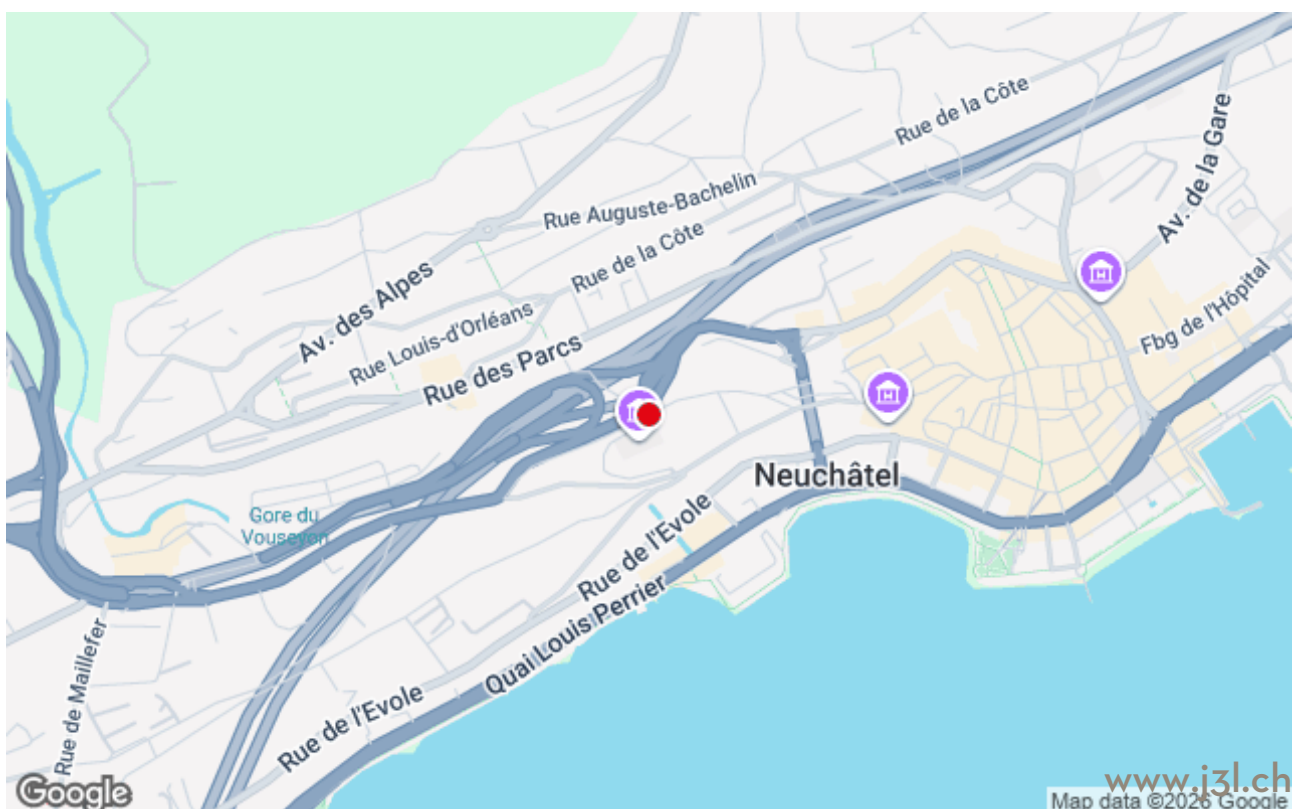 Rue de la Côte
Av. de la Gare
Rue Auguste-Bachelin
Rue de la Côte
Av. des Alpes
Fbg de l'Hôpital
Rue Louis-d'Orléans
Rue des Parcs
Neuchâtel
Gore du
Vouseyon
Rue de l'Evole
Quai Louis Perrier
Rue de Maillefer
Rue de l'Evole
Google
www.j3l.ch
Map data ©2026 Google